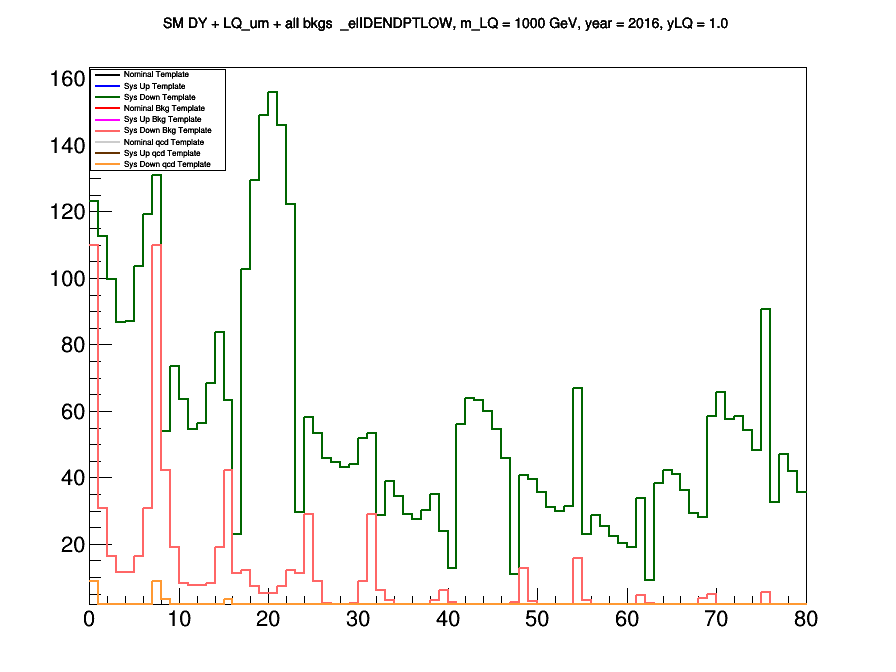 SM DY + LQ_um + all bkgs _elIDENDPTLOW, m_LQ = 1000 GeV, year = 2016, yLQ = 1.0
Nominal Template
Sys Up Template
Sys Down Template
Nominal Bkg Template
Sys Up Bkg Template
Sys Down Bkg Template
Nominal qcd Template
Sys Up qcd Template
Sys Down qcd Template
160
140
120
100
80
60
40
20
0 10 20 30 40 50 60 70 80